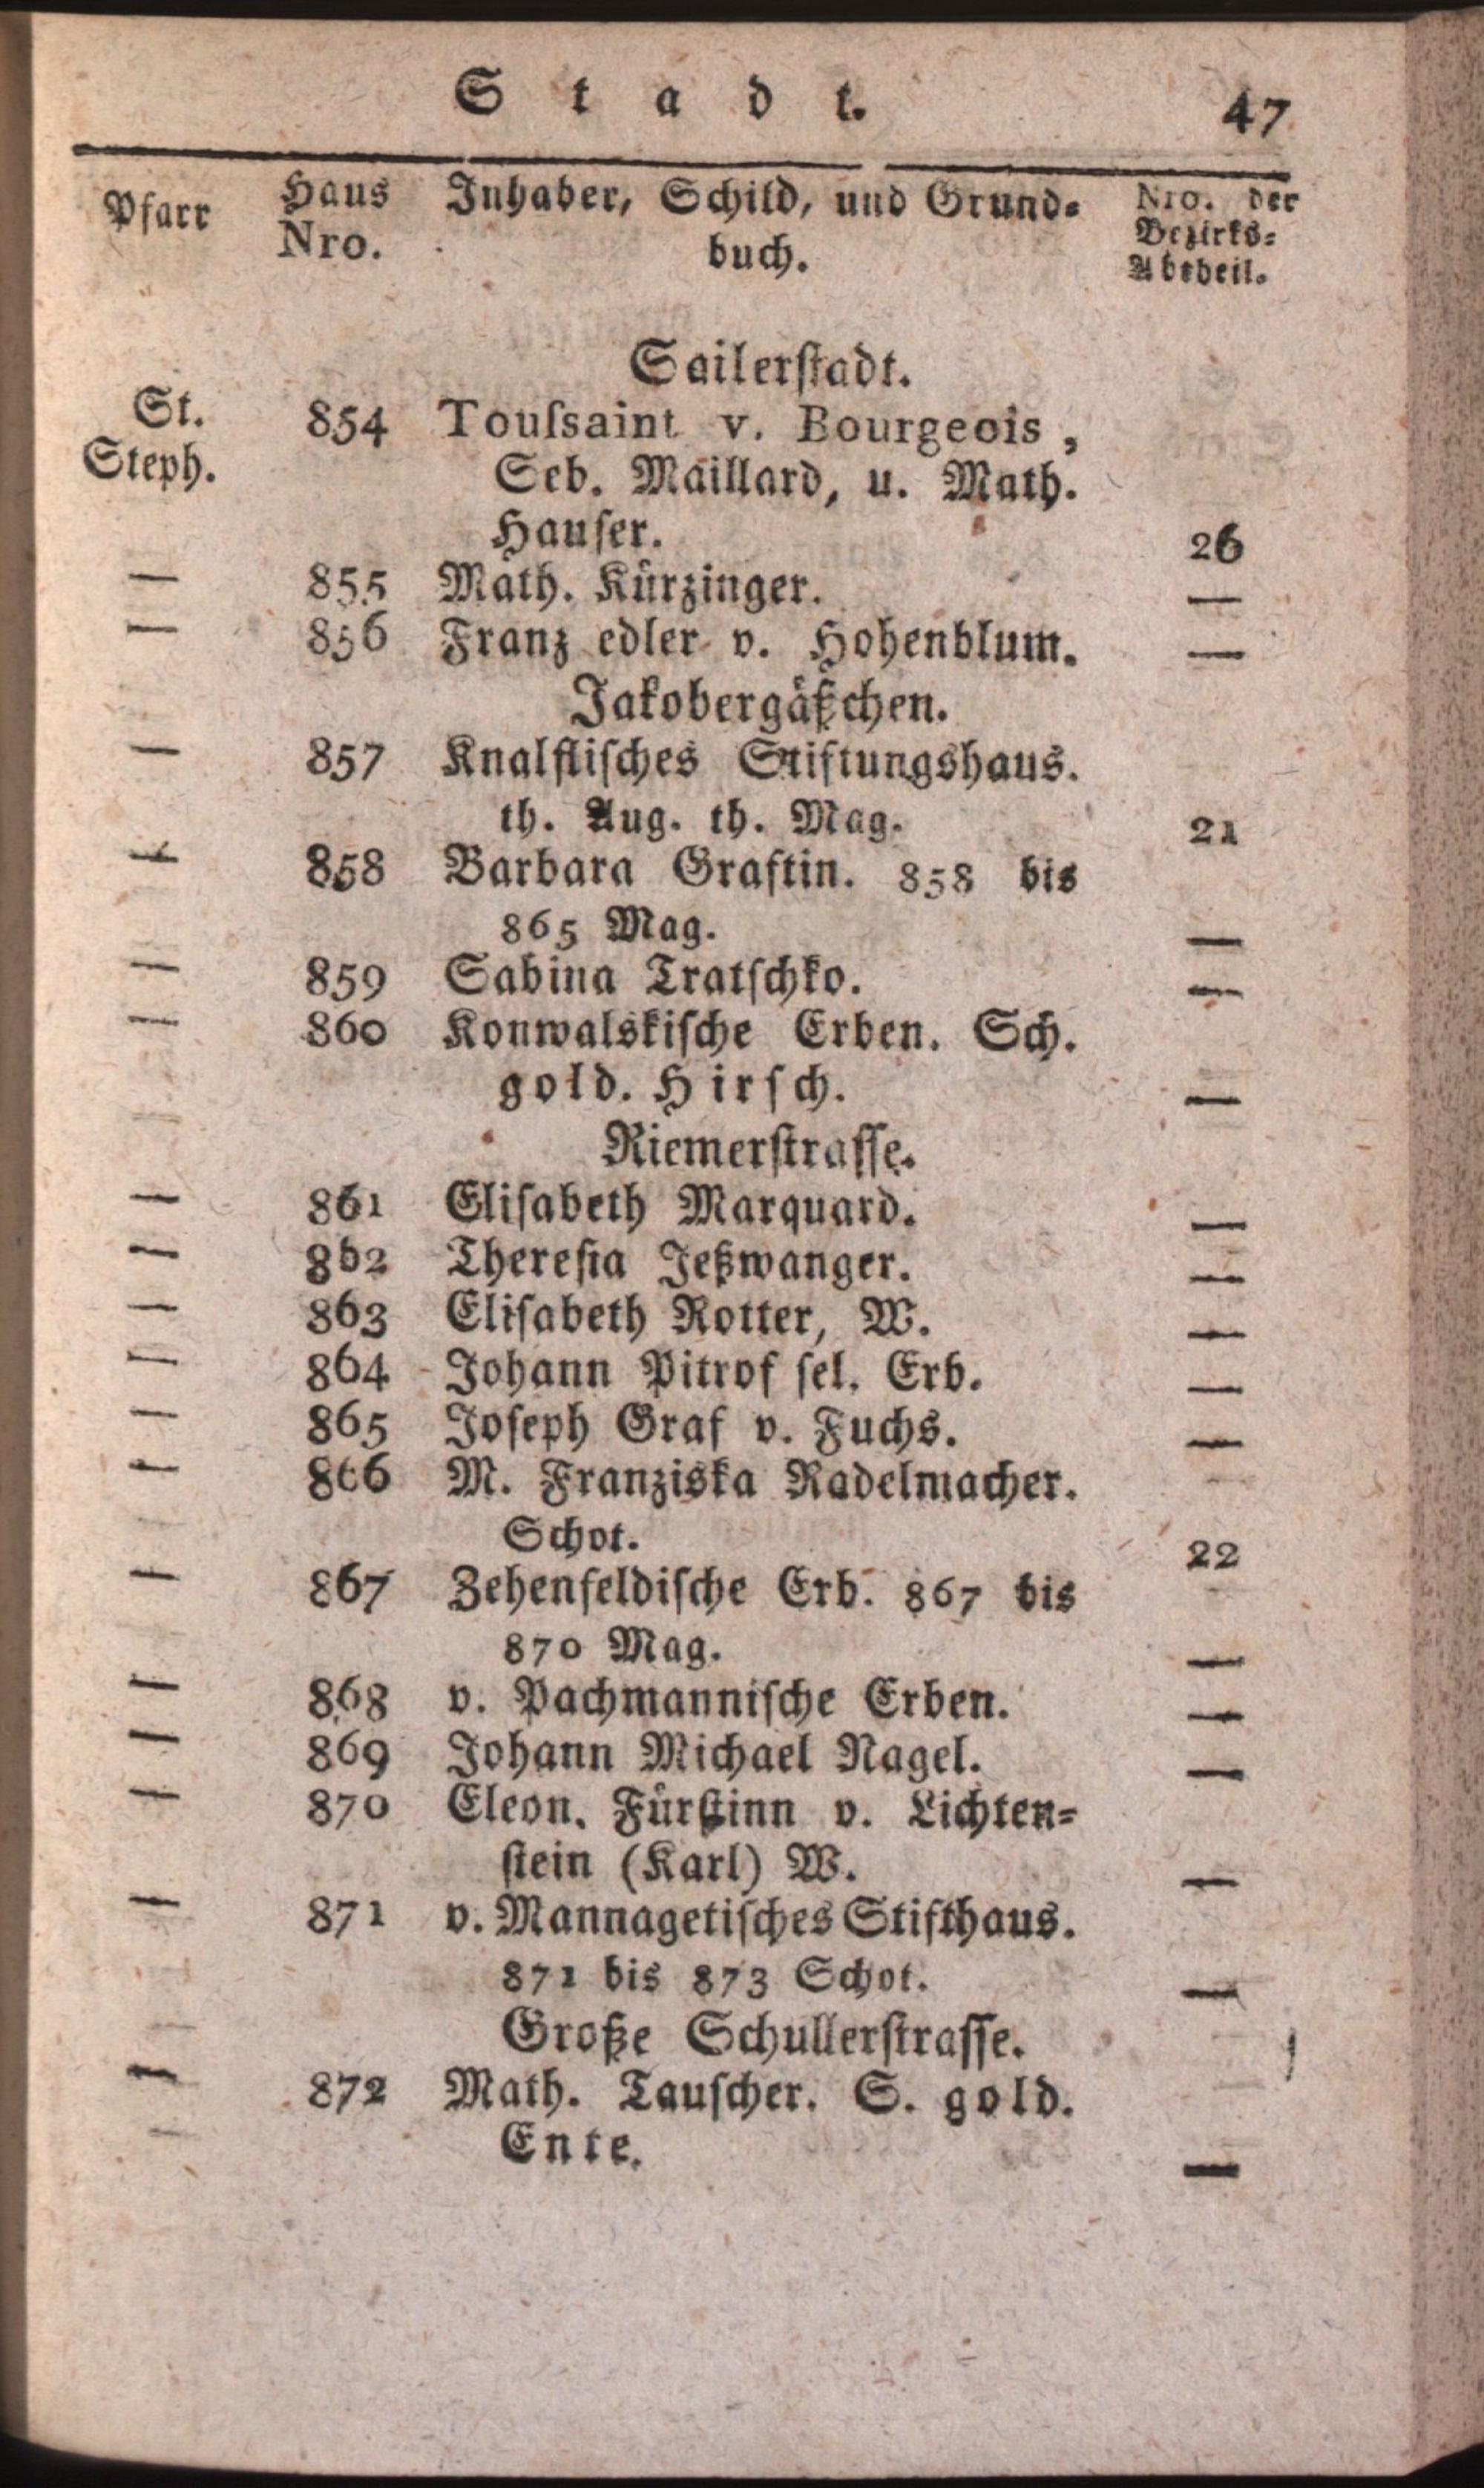 Stadt. 47
Pfarr Haus Nro. Inhaber, Schild, und Grund= buch. Nro. der Bezirks= Abtheil.
Sailerstadt.
St. Steph. 854 Touſsaint v. Bourgeois,
Seb. Maillard, u. Math.
Hauſer. 26
— 855 Math. Kürzinger. —
— 856 Franz edler v. Hohenblum. —
Jakobergäßchen.
— 857 Knalfliſches Stiftungshaus.
th. Aug. th. Mag. 21
— 858 Barbara Graftin. 858 bis
865 Mag. —
— 859 Sabina Tratſchko. —
— 860 Konwalskiſche Erben. Sch.
gold. Hirſch. —
Riemerſtraſſe.
— 861 Eliſabeth Marquard. —
— 862 Thereſia Jeßwanger. —
— 863 Eliſabeth Rotter, W. —
— 864 Johann Pitrof ſel. Erb. —
— 865 Joſeph Graf v. Fuchs. —
— 866 M. Franziska Radelmacher.
Schot. 22
— 867 Zehenfeldiſche Erb. 867 bis
870 Mag. —
— 868 v. Pachmanniſche Erben. —
— 869 Johann Michael Nagel. —
— 870 Eleon. Fürſtinn v. Lichten=
ſtein (Karl) W. —
— 871 v. Mannagetiſches Stifthaus.
871 bis 873 Schot. —
Große Schullerſtraſſe.
— 872 Math. Tauſcher. S. gold.
Ente. —